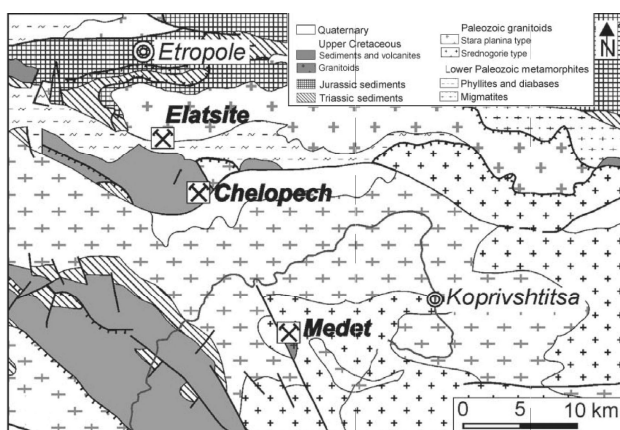 Quaternary
Upper Cretaceous
Sediments and volcanites
Granitoids
Jurassic sediments
Triassic sediments
Paleozoic granitoids
Stara planina type
Srednogorie type
Lower Paleozoic metamorphites
Phyllites and diabases
Migmatites
N
Etropole
Elatsite
Chelopech
Koprivshtitsa
Medet
0 5 10 km